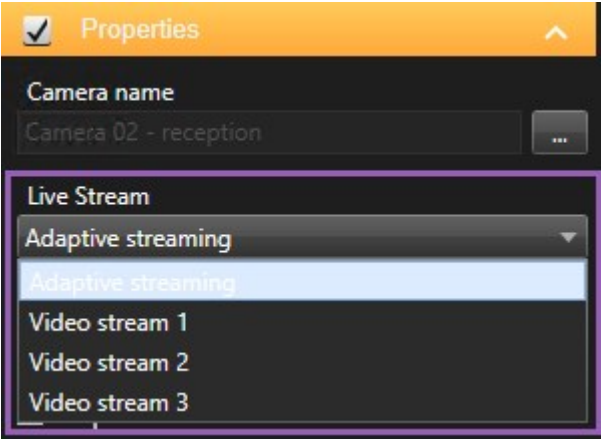 Properties
Camera name
Camera 02 - reception
...
Live Stream
Adaptive streaming
Adaptive streaming
Video stream 1
Video stream 2
Video stream 3